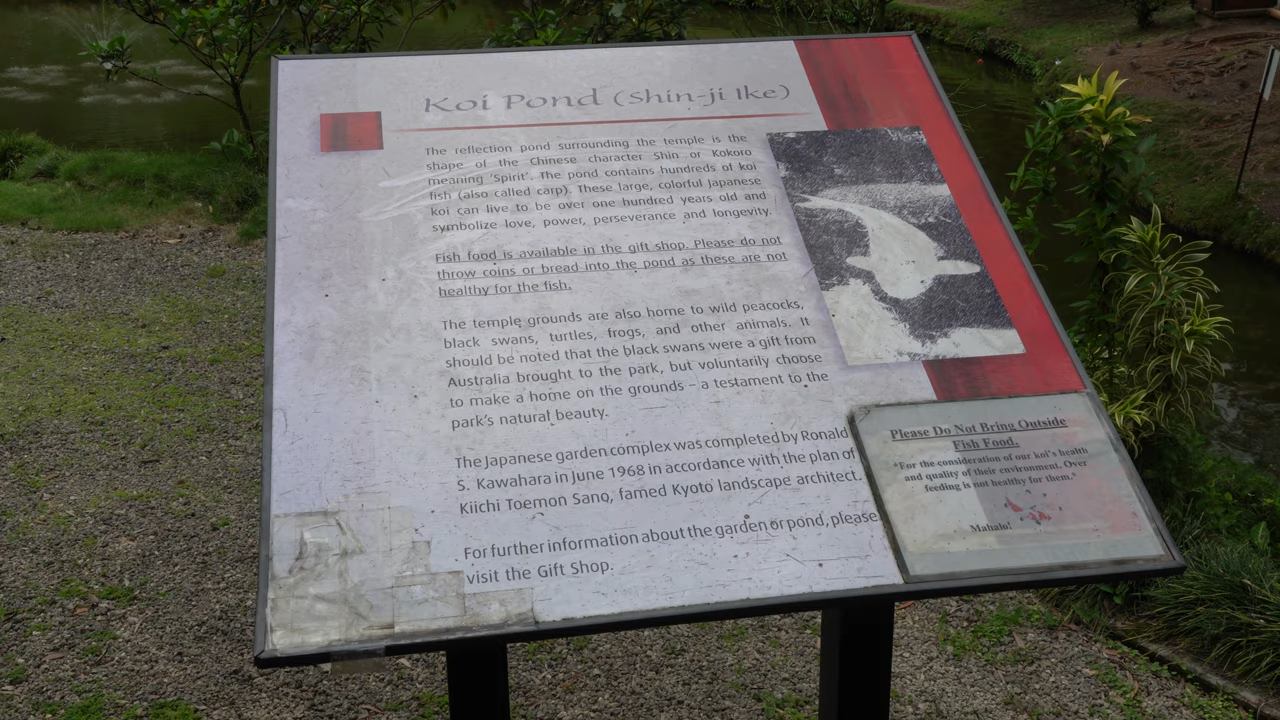 Koi Pond (Shin-ji Ike)
The reflection pond surrounding the temple is the
shape of the Chinese character Shin or Kokoro
meaning 'Spirit'. The pond contains hundreds of koi
fish (also called carp). These large, colorful Japanese
koi can live to be over one hundred years old and
symbolize love, power, perseverance and longevity.
Fish food is available in the gift shop. Please do not
throw coins or bread into the pond as these are not
healthy for the fish.
The temple grounds are also home to wild peacocks,
black swans, turtles, frogs, and other animals. It
should be noted that the black swans were a gift from
Australia brought to the park, but voluntarily choose
to make a home on the grounds – a testament to the
park's natural beauty.
The Japanese garden complex was completed by Ronald
S. Kawahara in June 1968 in accordance with the plan of
Kiichi Toemon Sano, famed Kyoto landscape architect.
For further information about the garden or pond, please
visit the Gift Shop.
Please Do Not Bring Outside
Fish Food.
*For the consideration of our koi's health
and quality of their environment. Over
feeding is not healthy for them.*
Mahalo!